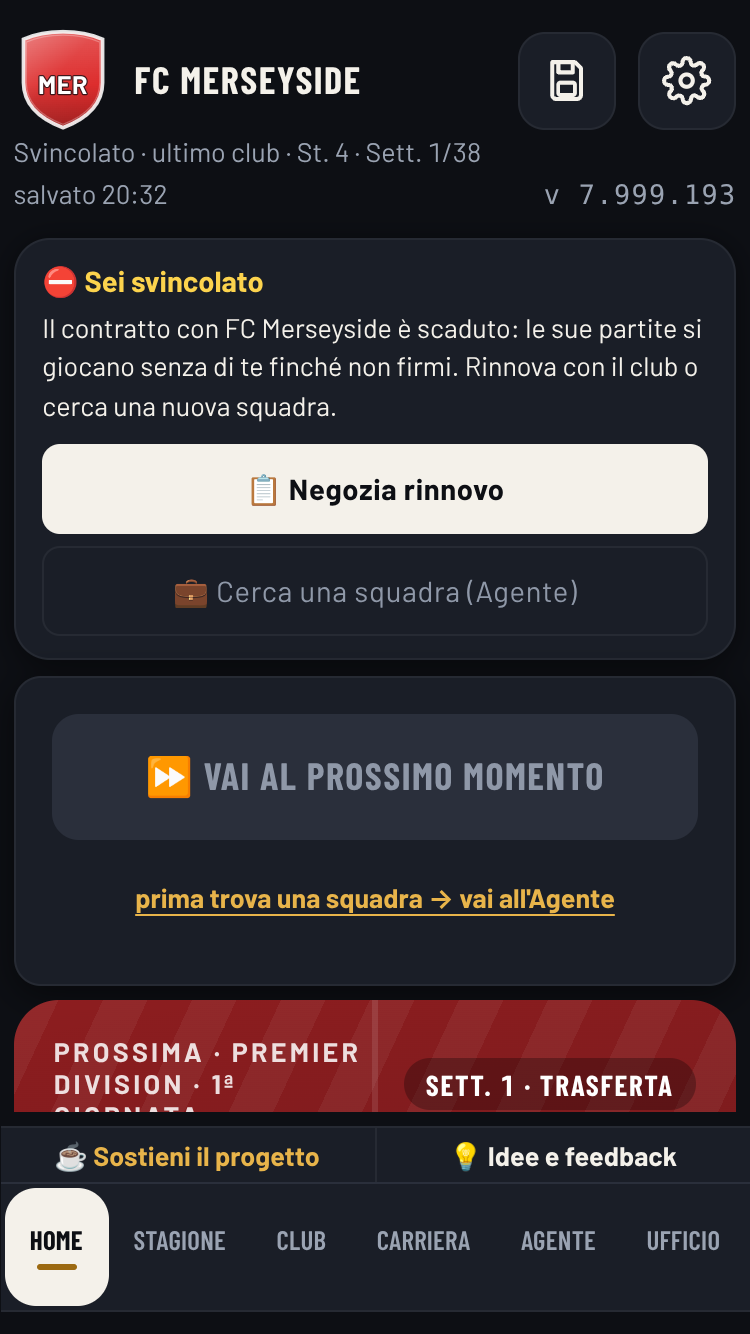 MER
FC MERSEYSIDE
Svincolato · ultimo club · St. 4 · Sett. 1/38
salvato 20:32
v 7.999.193
Sei svincolato
Il contratto con FC Merseyside è scaduto: le sue partite si
giocano senza di te finché non firmi. Rinnova con il club o
cerca una nuova squadra.
Negozia rinnovo
Cerca una squadra (Agente)
VAI AL PROSSIMO MOMENTO
prima trova una squadra → vai all'Agente
PROSSIMA · PREMIER
DIVISION · 1ª
GIORNATA
SETT. 1 · TRASFERTA
Sostieni il progetto
Idee e feedback
HOME
STAGIONE
CLUB
CARRIERA
AGENTE
UFFICIO